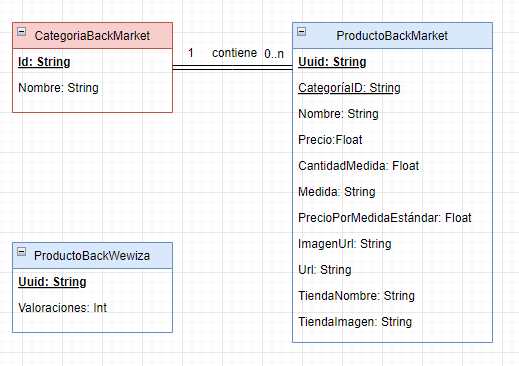 CategoriaBackMarket
Id: String
Nombre: String
1 contiene 0..n
ProductoBackMarket
Uuid: String
CategoríaID: String
Nombre: String
Precio:Float
CantidadMedida: Float
Medida: String
PrecioPorMedidaEstándar: Float
ImagenUrl: String
Url: String
TiendaNombre: String
TiendaImagen: String
ProductoBackWewiza
Uuid: String
Valoraciones: Int